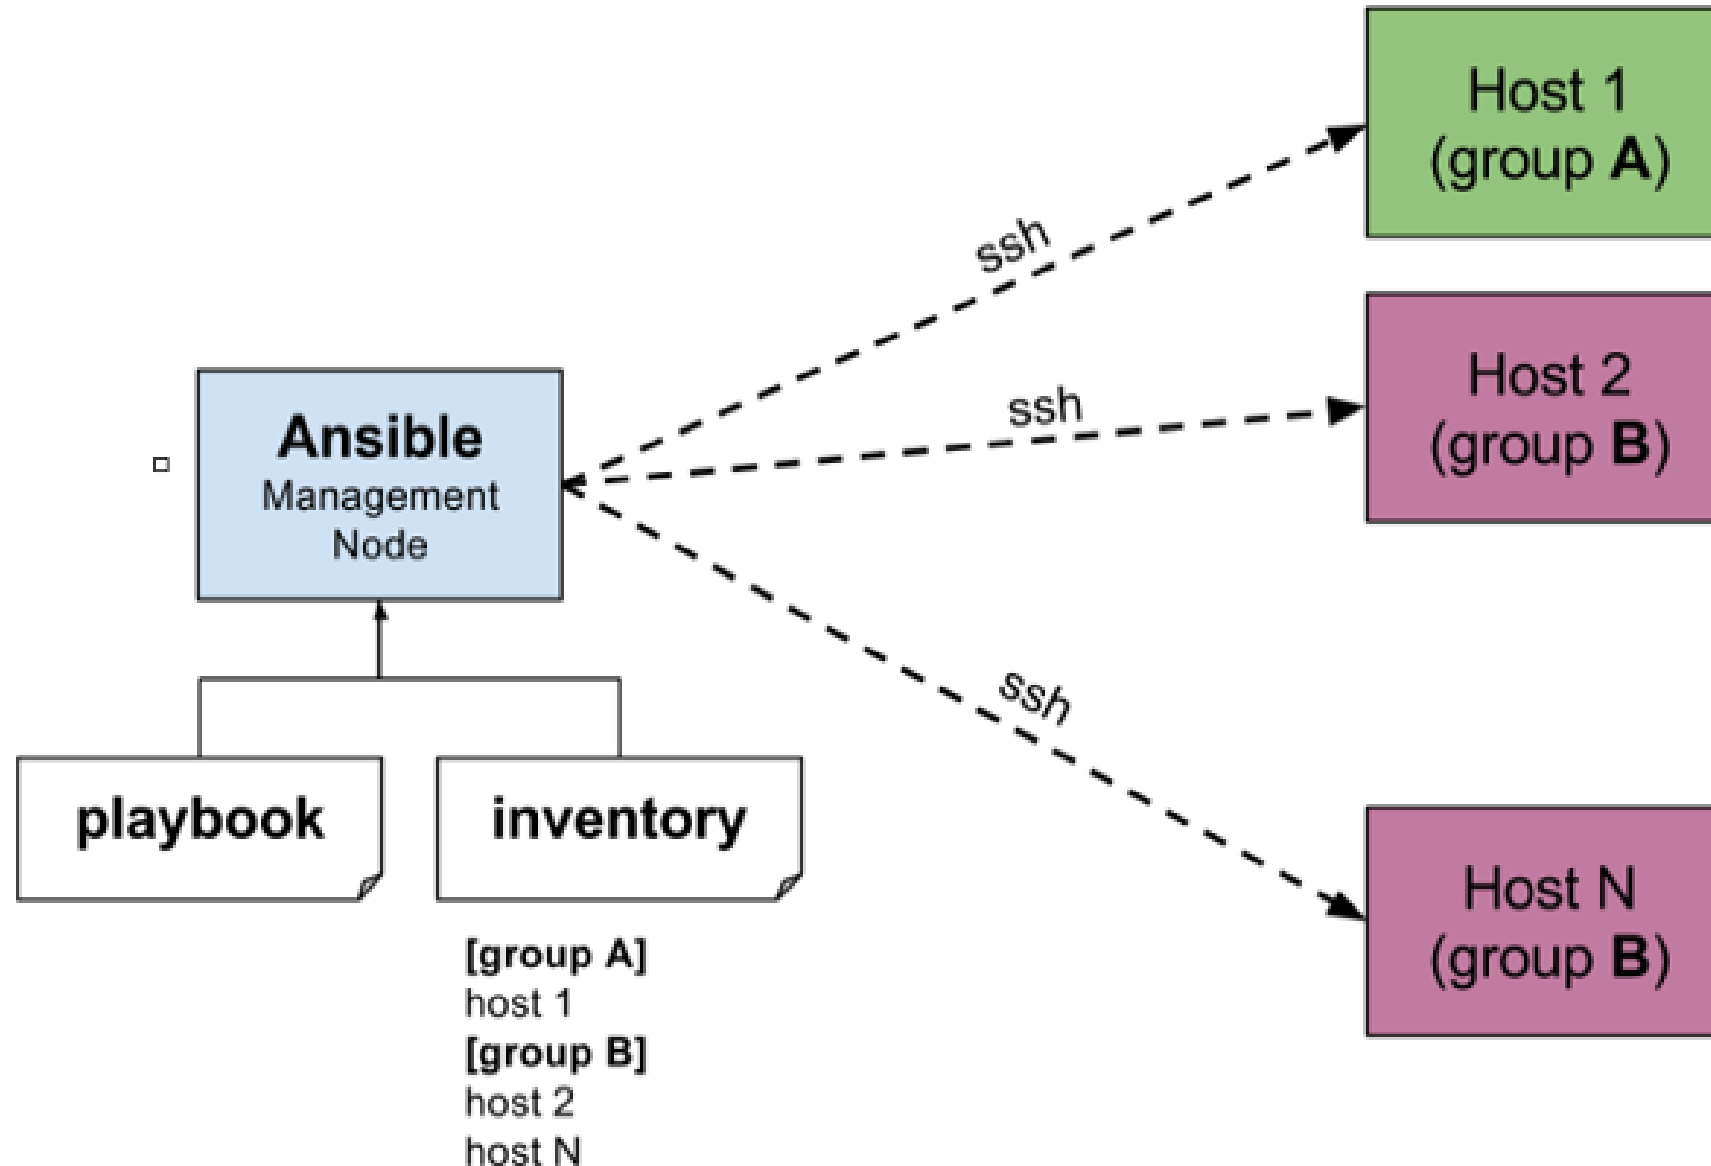 Host 1
(group A)
ssh
Host 2
(group B)
ssh
Ansible
Management
Node
ssh
playbook
inventory
Host N
(group B)
[group A]
host 1
[group B]
host 2
host N